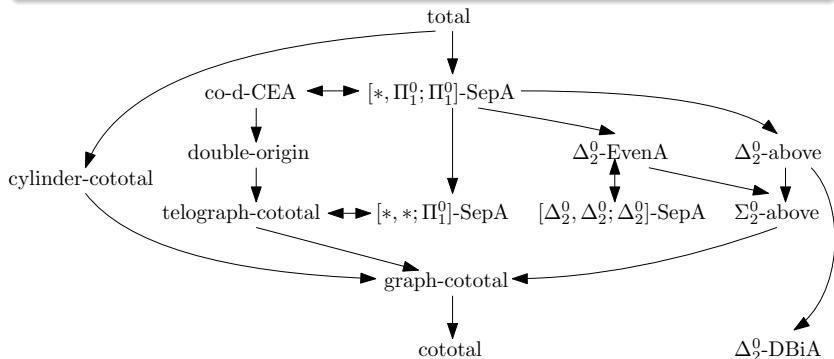 total
co-d-CEA [∗, Π⁰₁; Π⁰₁]-SepA
double-origin Δ⁰₂-EvenA Δ⁰₂-above
cylinder-cototal
telograph-cototal [∗, ∗; Π⁰₁]-SepA [Δ⁰₂, Δ⁰₂; Δ⁰₂]-SepA Σ⁰₂-above
graph-cototal
cototal Δ⁰₂-DBiA